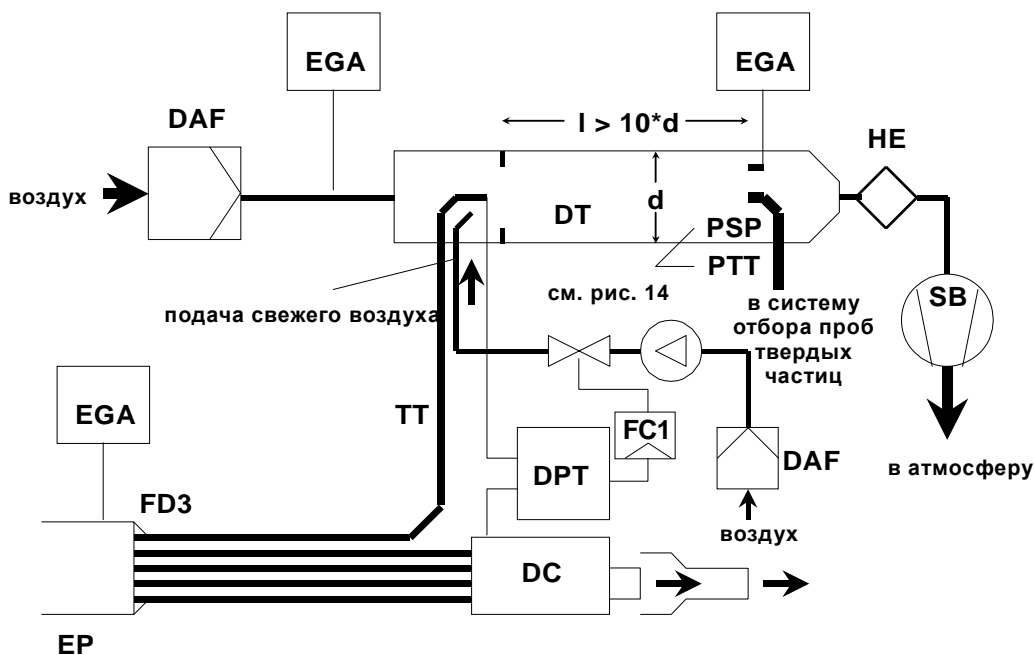 EGA
EGA
DAF
l > 10*d
HE
воздух
d
DT
PSP
PTT
SB
см. рис. 14
подача свежего воздуха
в систему
отбора проб
твердых
частиц
EGA
TT
FC1
DAF
в атмосферу
DPT
FD3
воздух
DC
EP